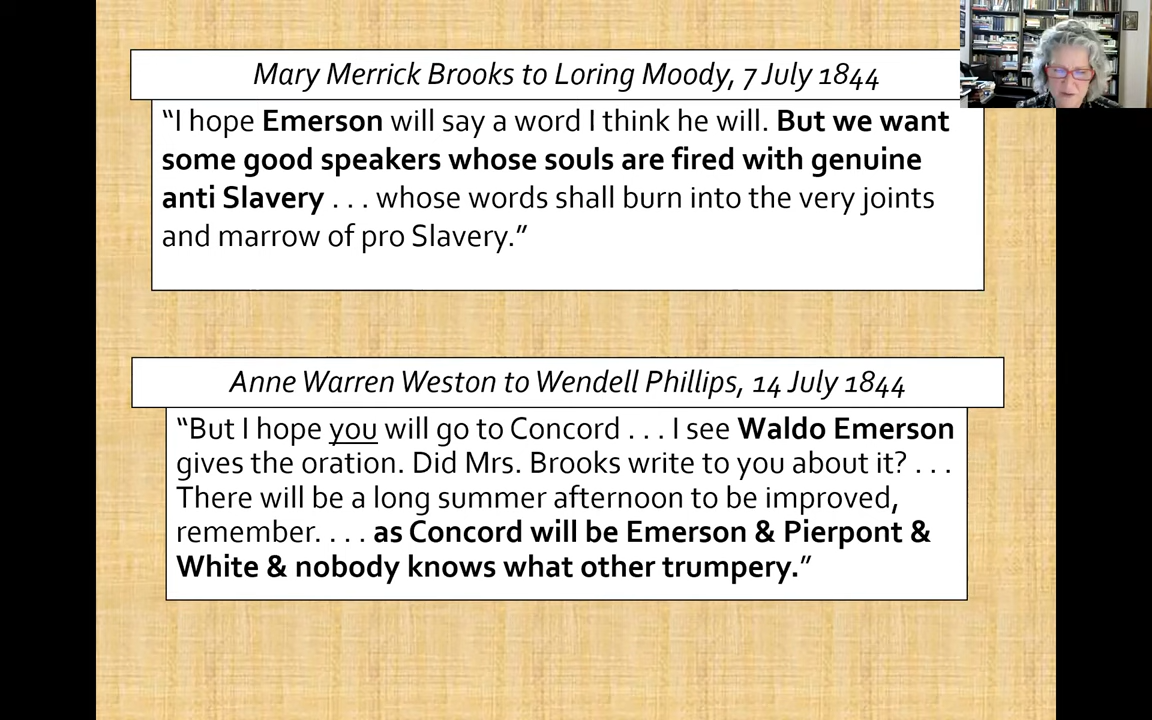 Mary Merrick Brooks to Loring Moody, 7 July 1844
“I hope Emerson will say a word I think he will. But we want
some good speakers whose souls are fired with genuine
anti Slavery . . . whose words shall burn into the very joints
and marrow of pro Slavery.”
Anne Warren Weston to Wendell Phillips, 14 July 1844
“But I hope you will go to Concord . . . I see Waldo Emerson
gives the oration. Did Mrs. Brooks write to you about it? . . .
There will be a long summer afternoon to be improved,
remember. . . . as Concord will be Emerson & Pierpont &
White & nobody knows what other trumpery.”